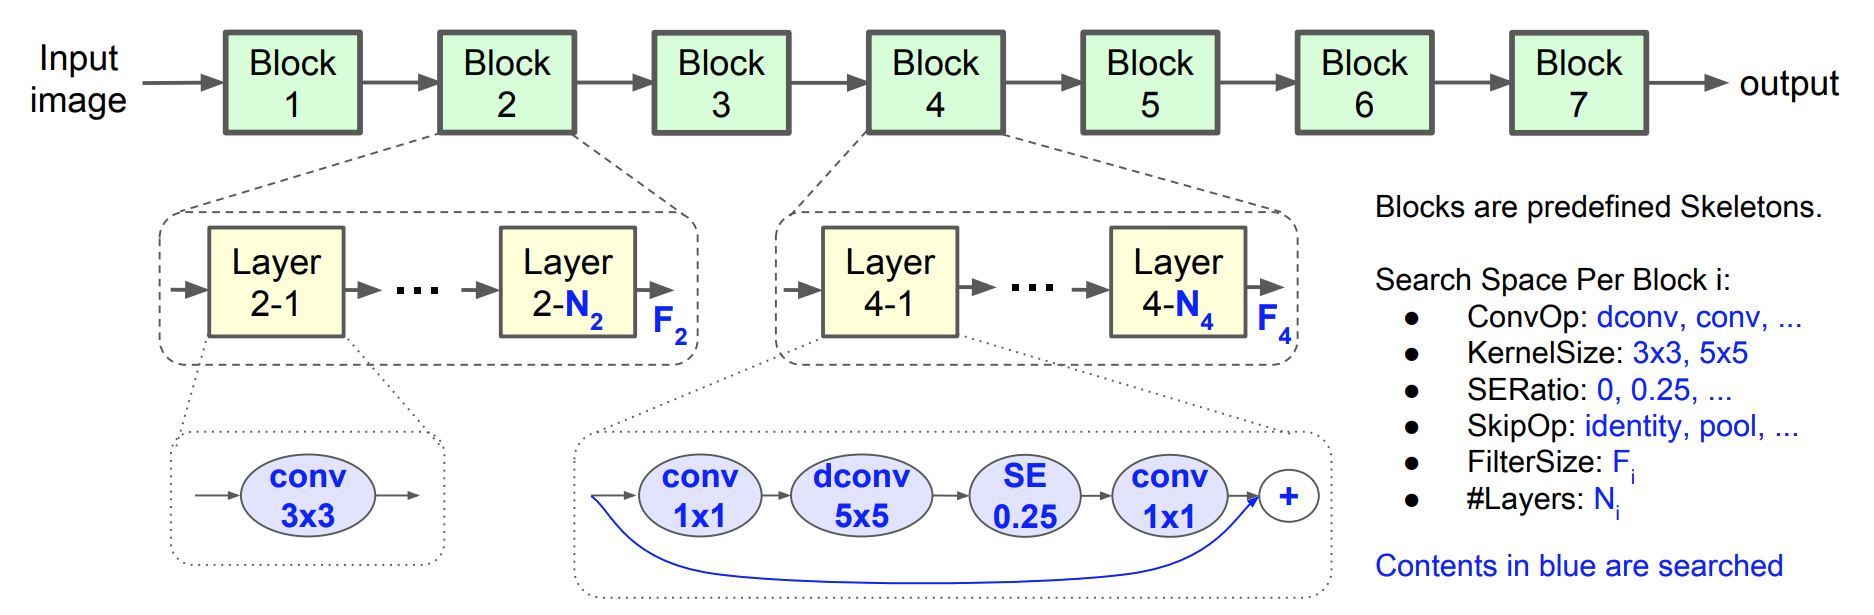 Input
image
Block
1
Block
2
Block
3
Block
4
Block
5
Block
6
Block
7
output
Layer
2-1
...
Layer
2-N2
F2
Layer
4-1
...
Layer
4-N4
F4
conv
3x3
conv
1x1
dconv
5x5
SE
0.25
conv
1x1
+
Blocks are predefined Skeletons.
Search Space Per Block i:
● ConvOp: dconv, conv, ...
● KernelSize: 3x3, 5x5
● SERatio: 0, 0.25, ...
● SkipOp: identity, pool, ...
● FilterSize: Fi
● #Layers: Ni
Contents in blue are searched